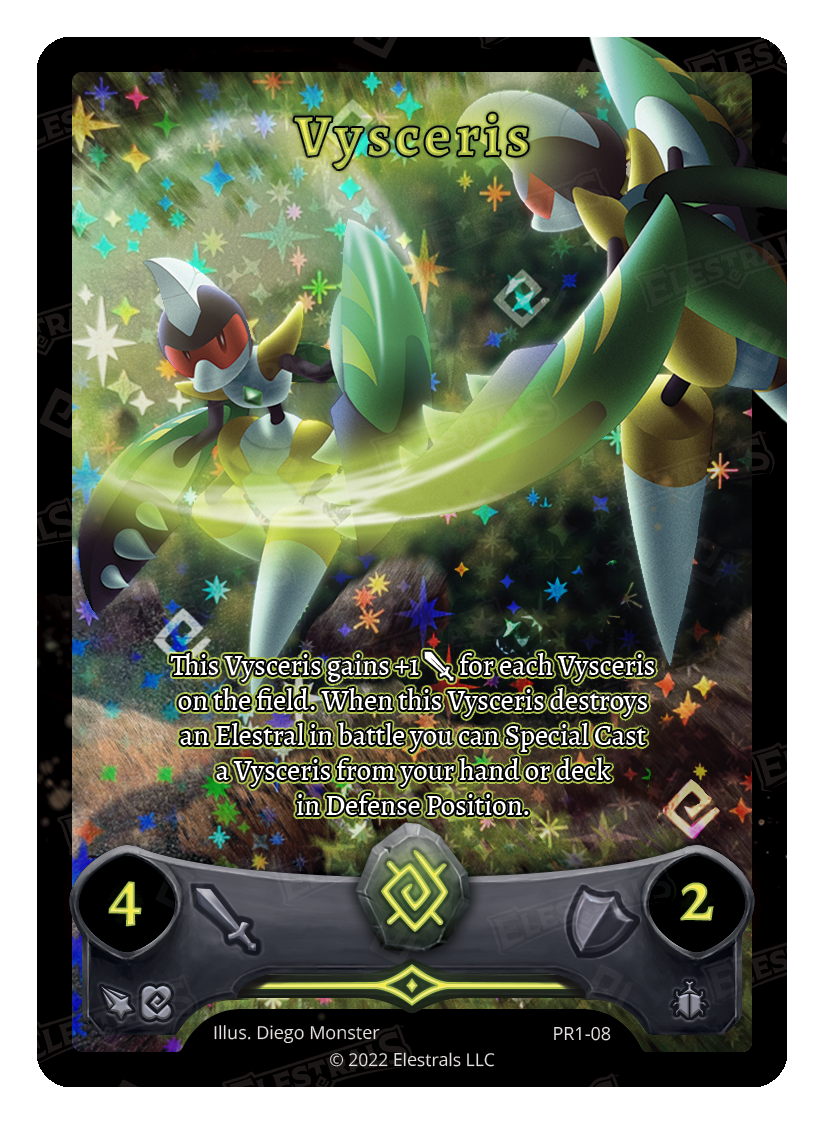 Vysceris
This Vysceris gains +1 for each Vysceris
on the field. When this Vysceris destroys
an Elestral in battle you can Special Cast
a Vysceris from your hand or deck
in Defense Position.
4
2
Illus. Diego Monster
PR1-08
© 2022 Elestrals LLC